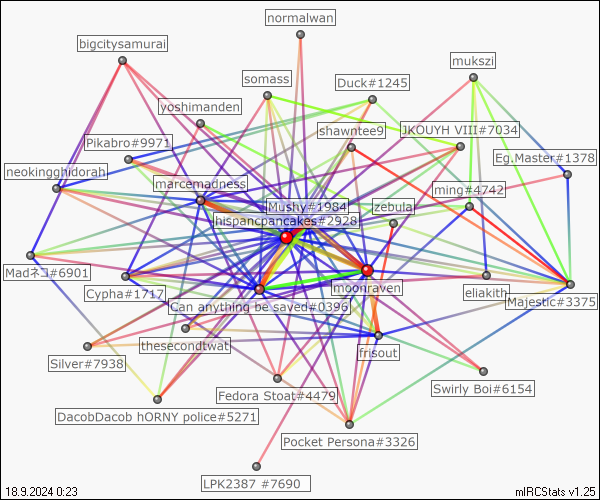 normalwan
bigcitysamurai
mukszi
somass
Duck#1245
yoshimanden
shawntee9
JKOUYH VIII#7034
Pikabro#9971
Eg.Master#1378
neokingghidorah
marcemadness
ming#4742
Mushy#1984
zebula
hispancpancakes#2928
Madネコ#6901
Cypha#1717
moonraven
eliakith
Majestic#3375
Can anything be saved#0396
thesecondtwat
frisout
Silver#7938
Swirly Boi#6154
Fedora Stoat#4479
DacobDacob hORNY police#5271
Pocket Persona#3326
LPK2387 #7690
18.9.2024 0:23
mIRCStats v1.25